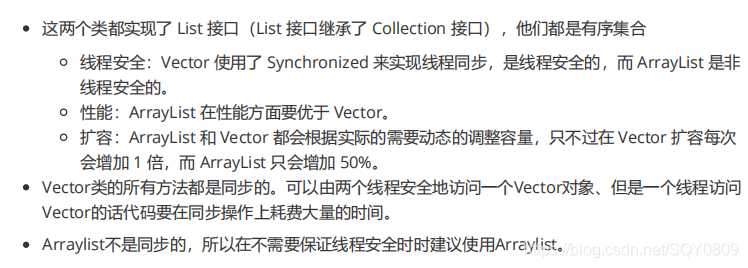 这两个类都实现了 List 接口（List 接口继承了 Collection 接口），他们都是有序集合
线程安全：Vector 使用了 Synchronized 来实现线程同步，是线程安全的，而 ArrayList 是非
线程安全的。
性能：ArrayList 在性能方面要优于 Vector。
扩容：ArrayList 和 Vector 都会根据实际的需要动态的调整容量，只不过在 Vector 扩容每次
会增加 1 倍，而 ArrayList 只会增加 50%。
Vector类的所有方法都是同步的。可以由两个线程安全地访问一个Vector对象、但是一个线程访问
Vector的话代码要在同步操作上耗费大量的时间。
Arraylist不是同步的，所以在不需要保证线程安全时时建议使用Arraylist。
https://blog.csdn.net/SQY0809